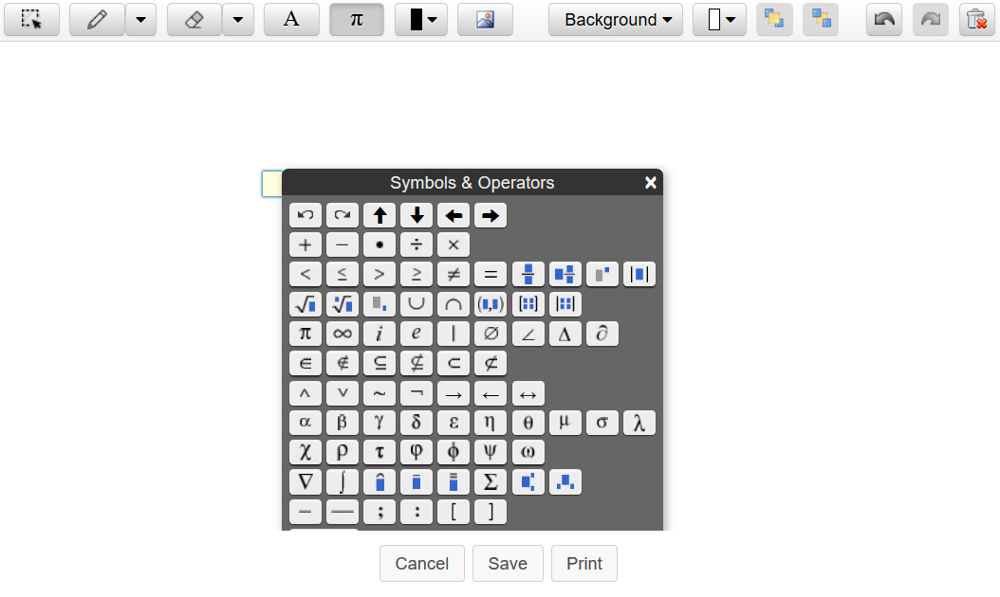 A π Background
Symbols & Operators ×
+ − • ÷ ×
< ≤ > ≥ ≠ =
√ √ ∪ ∩ (,) [] ||
π ∞ i e | ∅ ∠ Δ ∂
∈ ∉ ⊆ ⊈ ⊂ ⊄
^ v ~ ¬ → ← ↔
α β γ δ ε η θ μ σ λ
χ ρ τ φ ϕ ψ ω
∇ ∫ Σ
– — ; : [ ]
Cancel Save Print